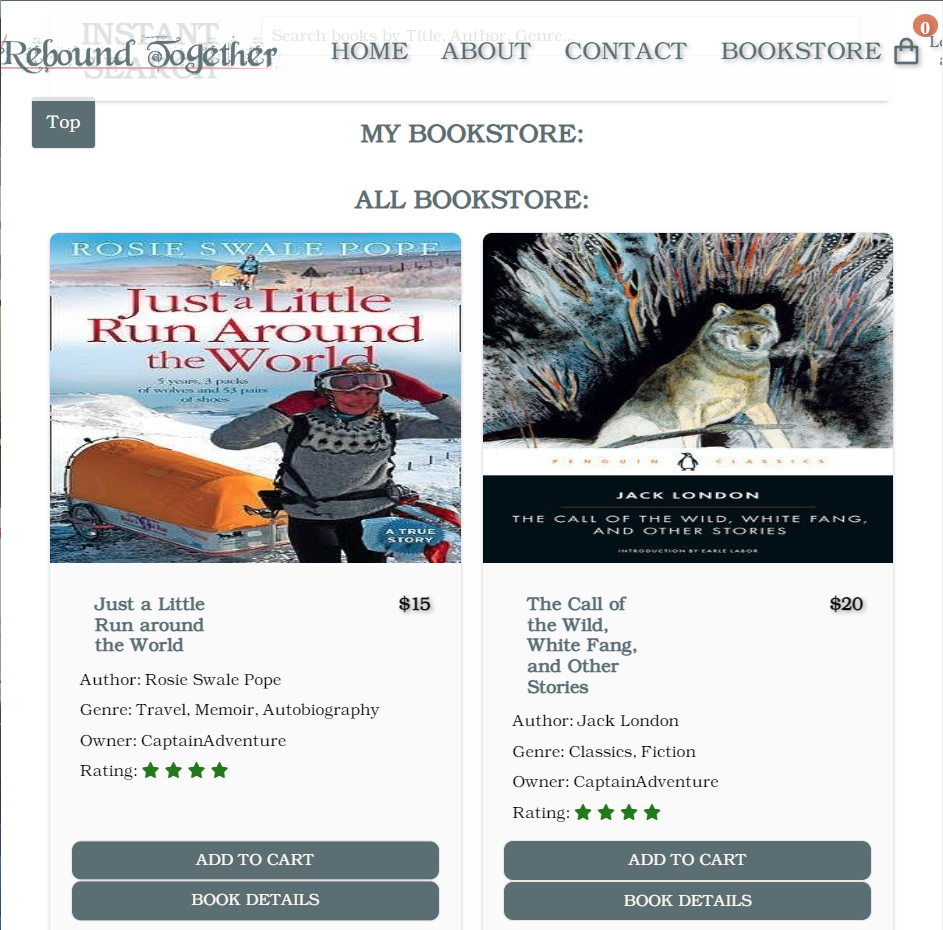 INSTANT
SEARCH
Search books by Title, Author, Genre...
Rebound Together
HOME
ABOUT
CONTACT
BOOKSTORE
0
Top
MY BOOKSTORE:
ALL BOOKSTORE:
ROSIE SWALE POPE
Just a Little
Run Around
the World
5 years, 3 packs
of wolves and 53 pairs
of shoes
A TRUE
STORY
PENGUIN CLASSICS
JACK LONDON
THE CALL OF THE WILD, WHITE FANG,
AND OTHER STORIES
INTRODUCTION BY EARLE LABOR
Just a Little
Run around
the World
$15
Author: Rosie Swale Pope
Genre: Travel, Memoir, Autobiography
Owner: CaptainAdventure
Rating:
ADD TO CART
BOOK DETAILS
The Call of
the Wild,
White Fang,
and Other
Stories
$20
Author: Jack London
Genre: Classics, Fiction
Owner: CaptainAdventure
Rating:
ADD TO CART
BOOK DETAILS